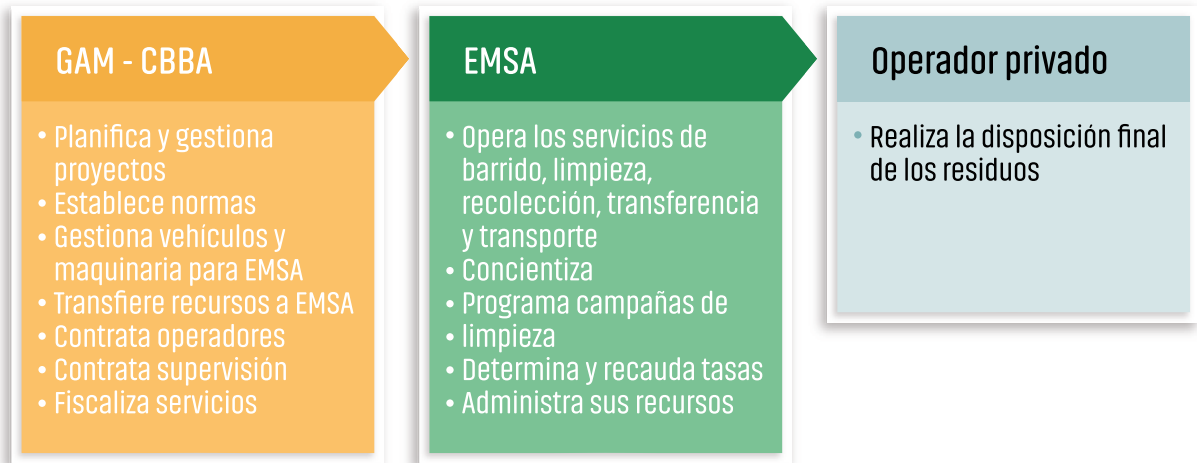 GAM - CBBA
• Planifica y gestiona
proyectos
• Establece normas
• Gestiona vehículos y
maquinaria para EMSA
• Transfiere recursos a EMSA
• Contrata operadores
• Contrata supervisión
• Fiscaliza servicios
EMSA
• Opera los servicios de
barrido, limpieza,
recolección, transferencia
y transporte
• Concientiza
• Programa campañas de
• limpieza
• Determina y recauda tasas
• Administra sus recursos
Operador privado
• Realiza la disposición final
de los residuos